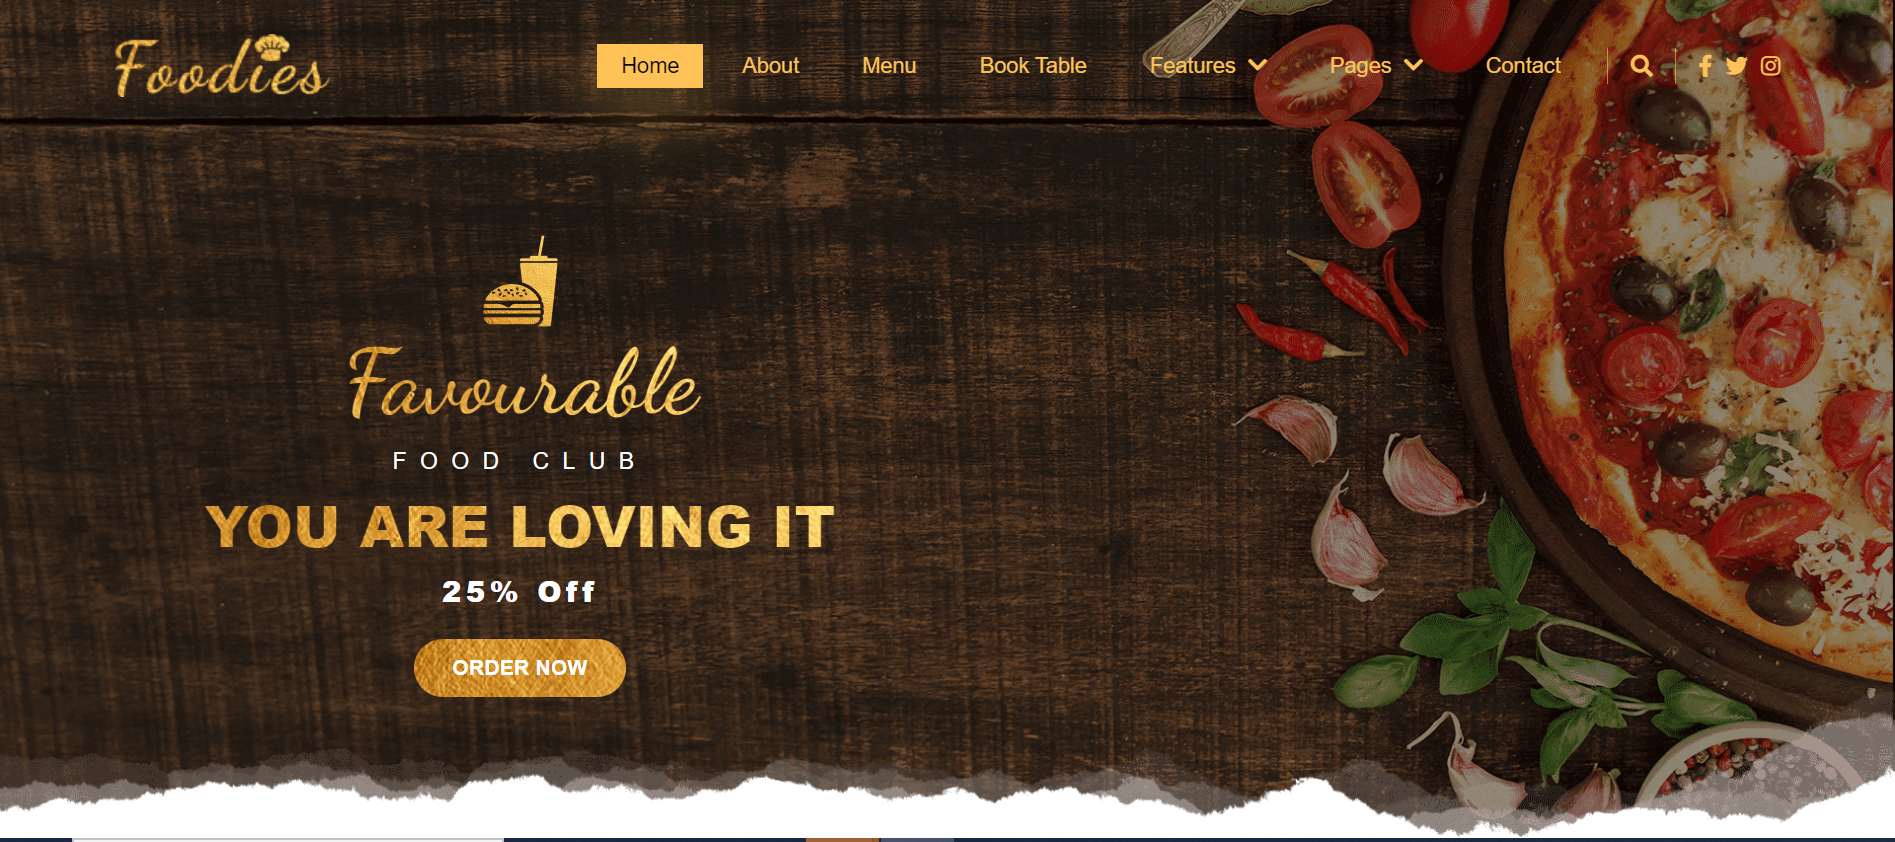 Foodies
Home About Menu Book Table Features Pages Contact
Favourable
FOOD CLUB
YOU ARE LOVING IT
25% Off
ORDER NOW